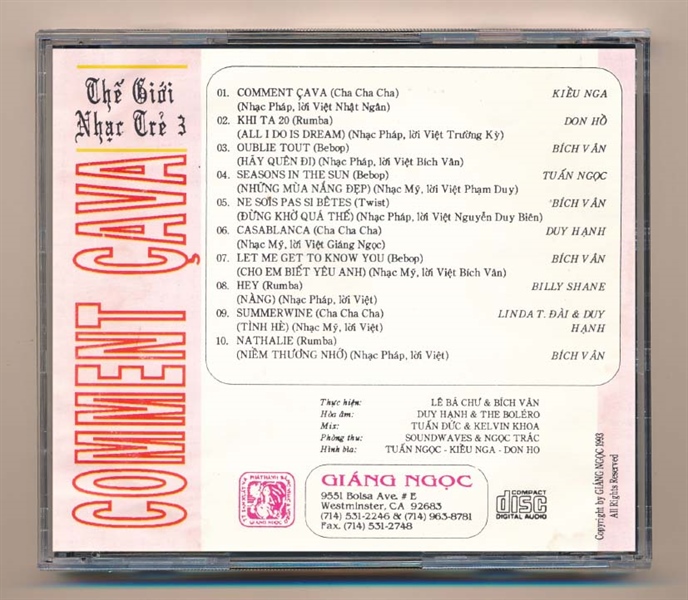 Thế Giới
Nhạc Trẻ 3
COMMENT ÇAVA
01. COMMENT ÇAVA (Cha Cha Cha) KIỀU NGA
(Nhạc Pháp, lời Việt Nhật Ngân)
02. KHI TA 20 (Rumba) DON HỒ
(ALL I DO IS DREAM) (Nhạc Pháp, lời Việt Trường Kỳ)
03. OUBLIE TOUT (Bebop) BÍCH VÂN
(HÃY QUÊN ĐI) (Nhạc Pháp, lời Việt Bích Vân)
04. SEASONS IN THE SUN (Bebop) TUẤN NGỌC
(NHỮNG MÙA NẮNG ĐẸP) (Nhạc Mỹ, lời Việt Phạm Duy)
05. NE SOÏS PAS SI BÊTES (Twist) BÍCH VÂN
(ĐỪNG KHỜ QUÁ THẾ) (Nhạc Pháp, lời Việt Nguyễn Duy Biên)
06. CASABLANCA (Cha Cha Cha) DUY HẠNH
(Nhạc Mỹ, lời Việt Giáng Ngọc)
07. LET ME GET TO KNOW YOU (Bebop) BÍCH VÂN
(CHO EM BIẾT YÊU ANH) (Nhạc Mỹ, lời Việt Bích Vân)
08. HEY (Rumba) BILLY SHANE
(NÀNG) (Nhạc Pháp, lời Việt)
09. SUMMERWINE (Cha Cha Cha) LINDA T. ĐÀI & DUY
(TÌNH HÈ) (Nhạc Mỹ, lời Việt) HẠNH
10. NATHALIE (Rumba)
(NIỀM THƯƠNG NHỚ) (Nhạc Pháp, lời Việt) BÍCH VÂN
Thực hiện: LÊ BÁ CHƯ & BÍCH VÂN
Hòa âm: DUY HẠNH & THE BOLÉRO
Mix: TUẤN ĐỨC & KELVIN KHOA
Phòng thu: SOUNDWAVES & NGỌC TRÁC
Hình bìa: TUẤN NGỌC - KIỀU NGA - DON HO
GIÁNG NGỌC
GIÁNG NGỌC
9551 Bolsa Ave. # E
Westminster, CA 92683
(714) 531-2246 & (714) 963-8781
Fax. (714) 531-2748
COMPACT
disc
DIGITAL AUDIO
Copyright by GIÁNG NGỌC 1993
All Rights Reserved